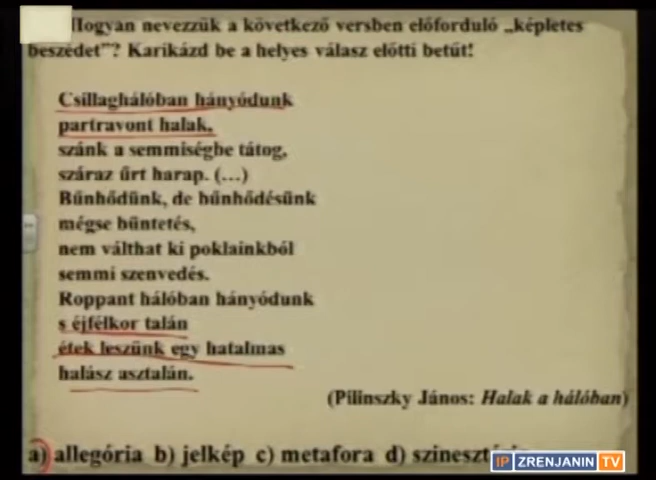 Hogyan nevezzük a következő versben előforduló „képletes
beszédet”? Karikázd be a helyes válasz előtti betűt!
Csillaghálóban hányódunk
partravont halak,
szánk a semmiségbe tátog,
száraz űrt harap. (...)
Bűnhődünk, de bűnhődésünk
mégse büntetés,
nem válthat ki poklainkból
semmi szenvedés.
Roppant hálóban hányódunk
s éjfélkor talán
étek leszünk egy hatalmas
halász asztalán.
(Pilinszky János: Halak a hálóban)
a) allegória b) jelkép c) metafora d)
IP ZRENJANIN TV